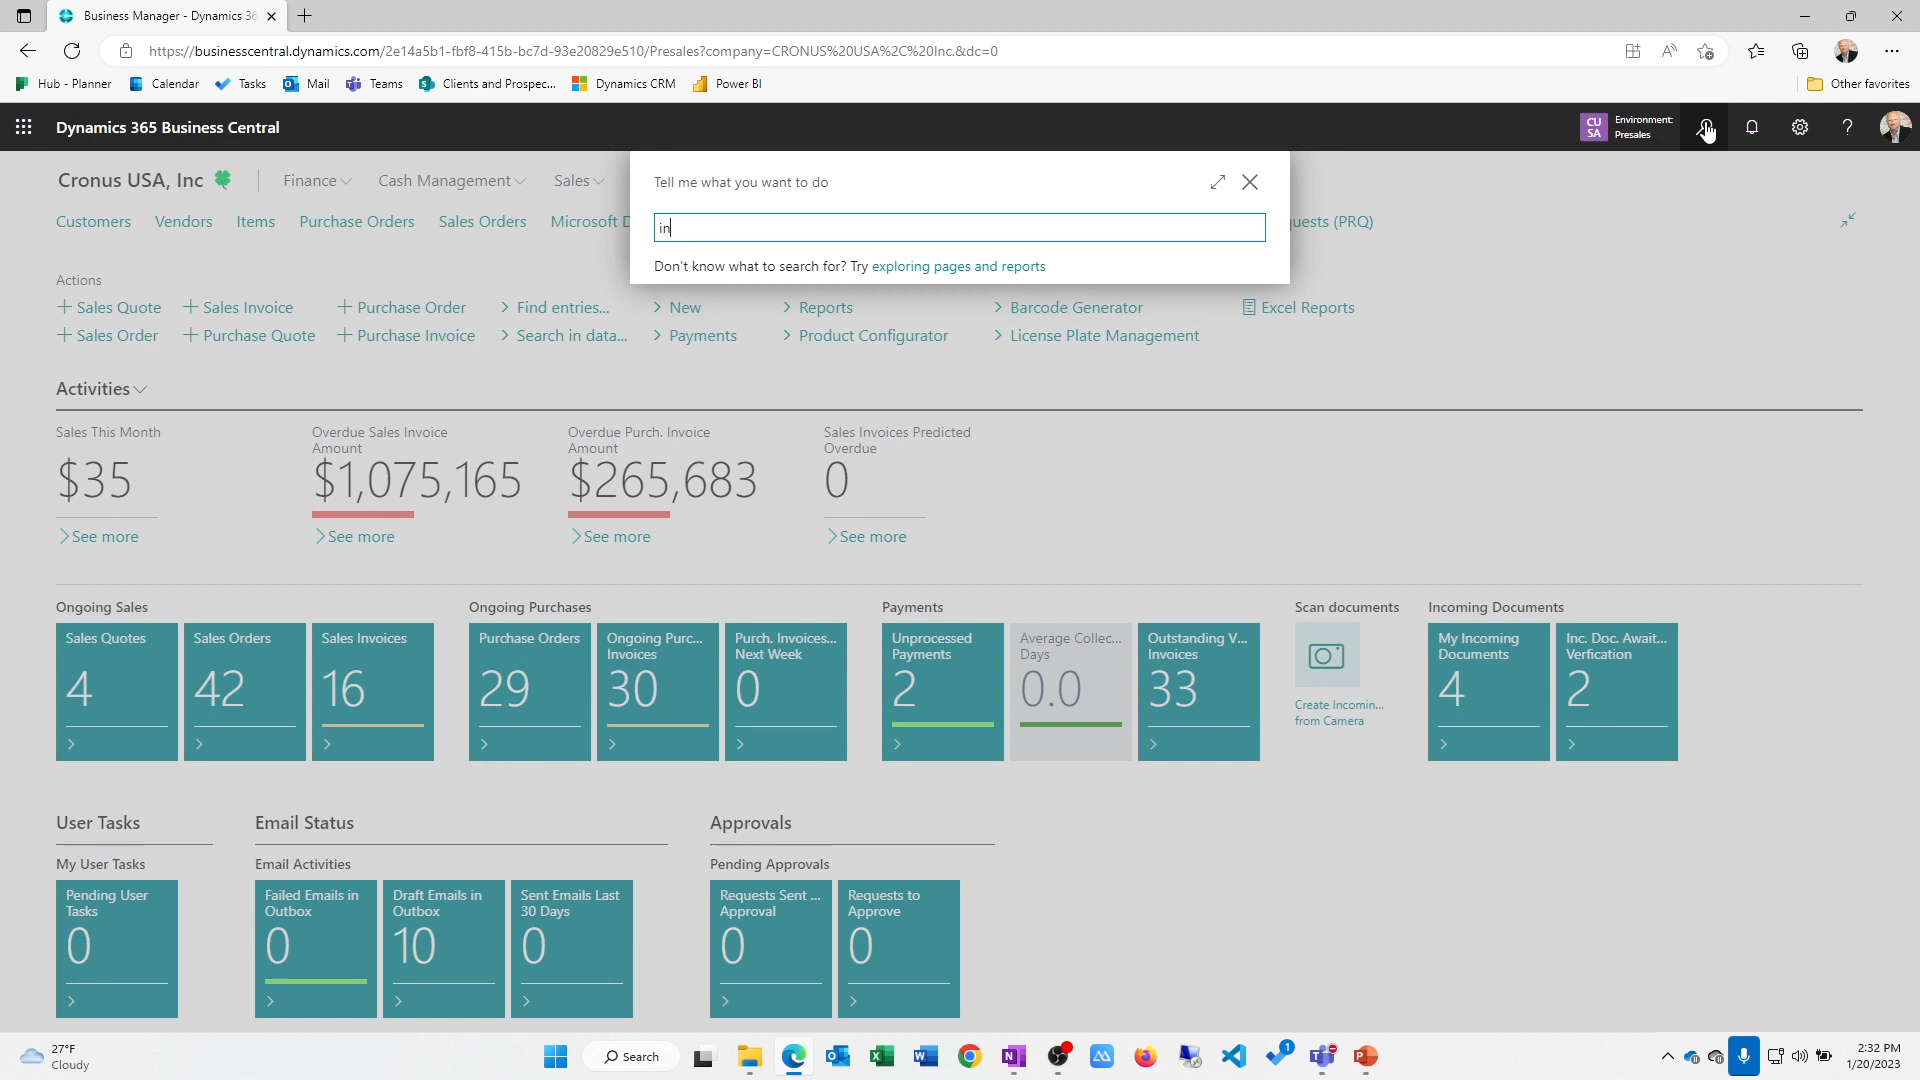 Business Manager - Dynamics 36
https://businesscentral.dynamics.com/2e14a5b1-fbf8-415b-bc7d-93e20829e510/Presales?company=CRONUS%20USA%2C%20Inc.&dc=0
Hub - Planner Calendar Tasks Mail Teams Clients and Prospec... Dynamics CRM Power BI Other favorites
Dynamics 365 Business Central CU SA Environment: Presales
Cronus USA, Inc Finance Cash Management Sales
Tell me what you want to do
in
Don't know what to search for? Try exploring pages and reports
Customers Vendors Items Purchase Orders Sales Orders Microsoft D uests (PRQ)
Actions
+ Sales Quote + Sales Invoice + Purchase Order > Find entries... > New > Reports > Barcode Generator Excel Reports
+ Sales Order + Purchase Quote + Purchase Invoice > Search in data... > Payments > Product Configurator > License Plate Management
Activities
Sales This Month
$35
>See more
Overdue Sales Invoice
Amount
$1,075,165
>See more
Overdue Purch. Invoice
Amount
$265,683
>See more
Sales Invoices Predicted
Overdue
0
>See more
Ongoing Sales
Sales Quotes
4
Sales Orders
42
Sales Invoices
16
Ongoing Purchases
Purchase Orders
29
Ongoing Purc...
Invoices
30
Purch. Invoices...
Next Week
0
Payments
Unprocessed
Payments
2
Average Collec...
Days
0.0
Outstanding V...
Invoices
33
Scan documents
Create Incomin...
from Camera
Incoming Documents
My Incoming
Documents
4
Inc. Doc. Await...
Verfication
2
User Tasks
My User Tasks
Pending User
Tasks
0
Email Status
Email Activities
Failed Emails in
Outbox
0
Draft Emails in
Outbox
10
Sent Emails Last
30 Days
0
Approvals
Pending Approvals
Requests Sent ...
Approval
0
Requests to
Approve
0
27°F
Cloudy
Search
1
2:32 PM
1/20/2023